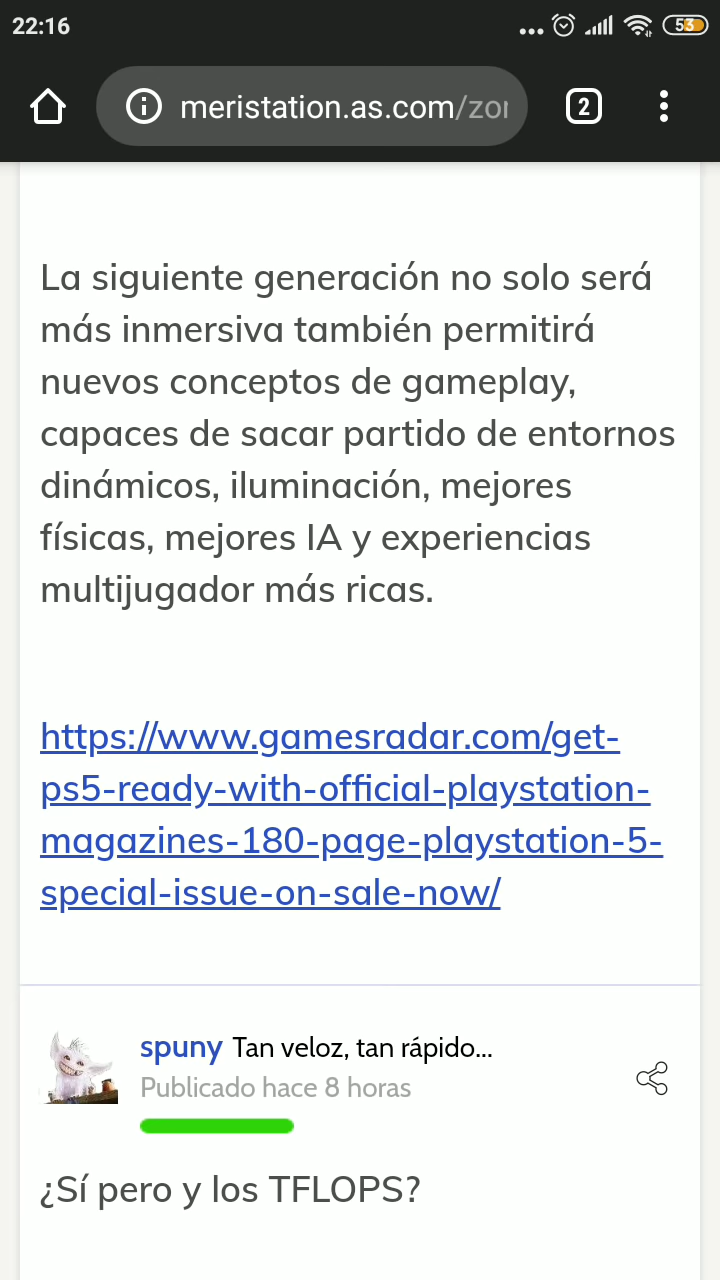 22:16
53
meristation.as.com/zor
2
La siguiente generación no solo será
más inmersiva también permitirá
nuevos conceptos de gameplay,
capaces de sacar partido de entornos
dinámicos, iluminación, mejores
físicas, mejores IA y experiencias
multijugador más ricas.
https://www.gamesradar.com/get-
ps5-ready-with-official-playstation-
magazines-180-page-playstation-5-
special-issue-on-sale-now/
spuny Tan veloz, tan rápido...
Publicado hace 8 horas
¿Sí pero y los TFLOPS?